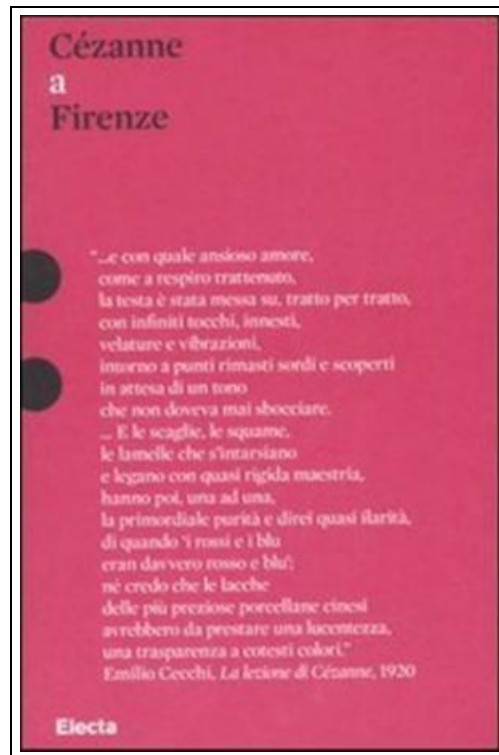 Cézanne
a
Firenze
"...e con quale ansioso amore,
come a respiro trattenuto,
la testa è stata messa su, tratto per tratto,
con infiniti tocchi, innesti,
velature e vibrazioni,
intorno a punti rimasti sordi e scoperti
in attesa di un tono
che non doveva mai sbocciare.
... E le scaglie, le squame,
le lamelle che s'intarsiano
e legano con quasi rigida maestria,
hanno poi, una ad una,
la primordiale purità e direi quasi ilarità,
di quando 'i rossi e i blu
eran davvero rosso e blu';
né credo che le lacche
delle più preziose porcellane cinesi
avrebbero da prestare una lucentezza,
una trasparenza a cotesti colori."
Emilio Cecchi, La lezione di Cézanne, 1920
Electa